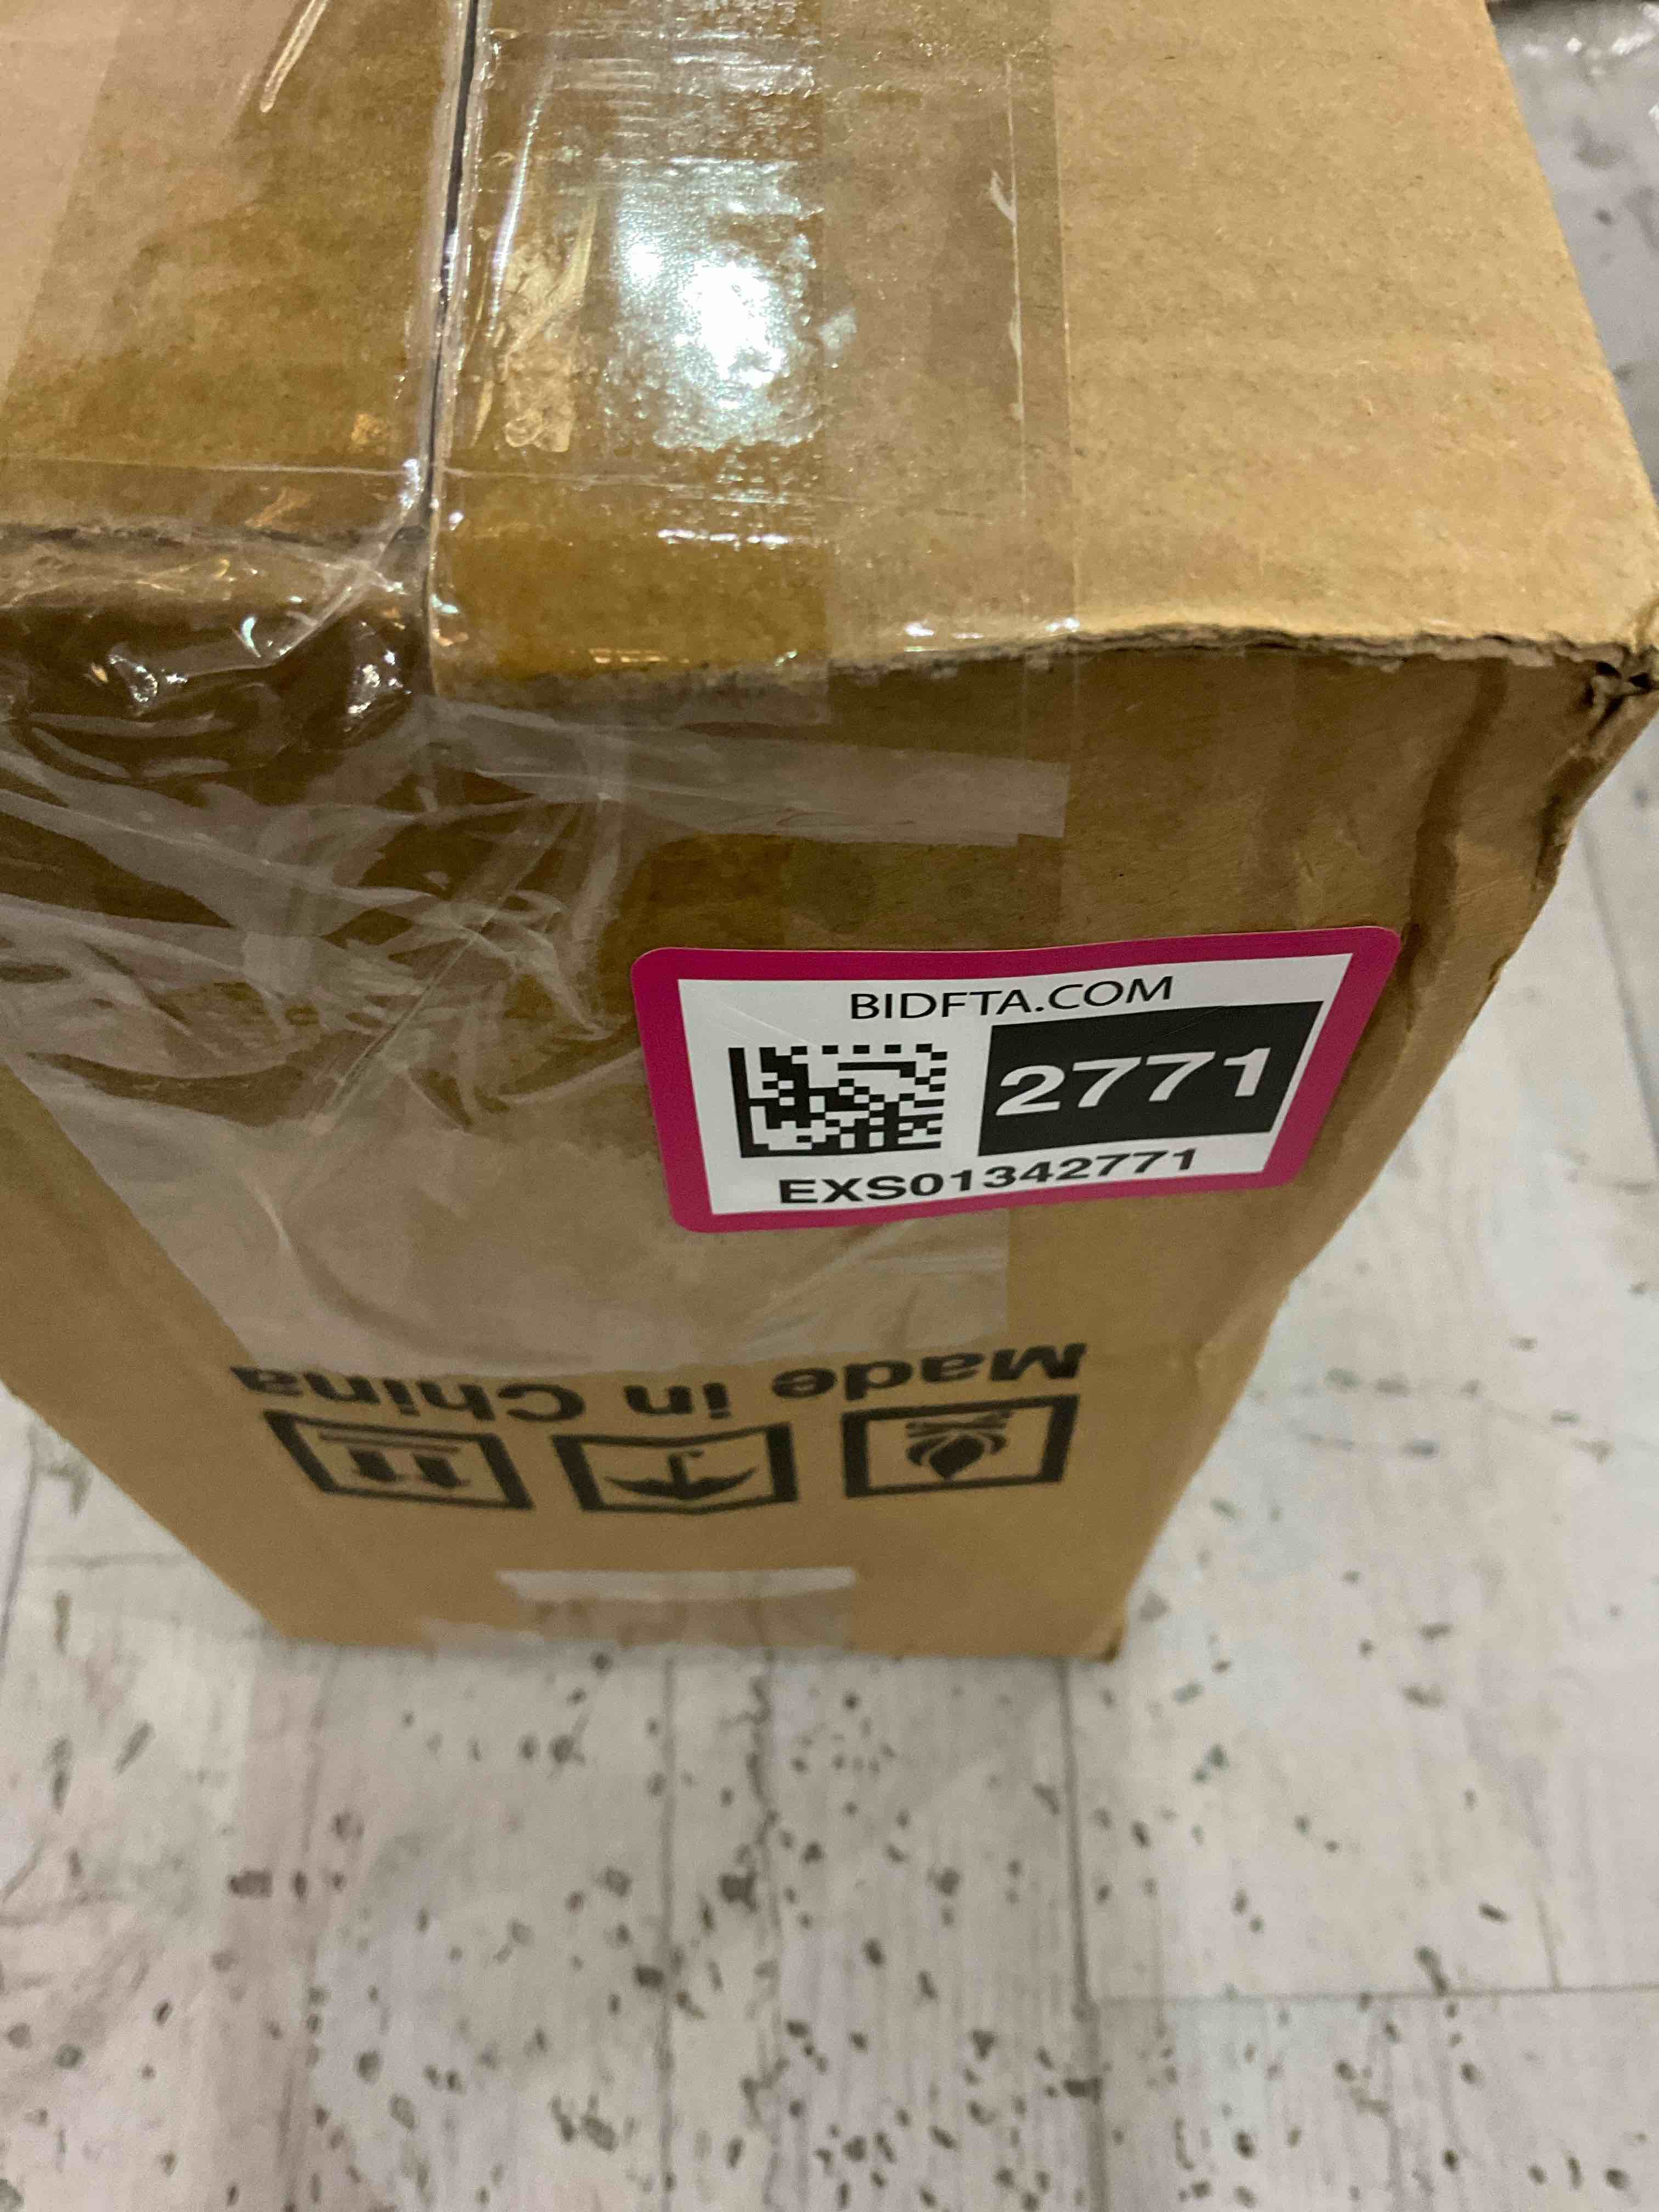 BIDFTA.COM
2771
EXS01342771
Made in China